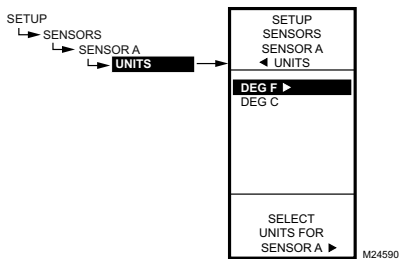 SETUP
SENSORS
SENSOR A
UNITS
SETUP
SENSORS
SENSOR A
◀ UNITS
DEG F ▶
DEG C
SELECT
UNITS FOR
SENSOR A ▶
M24590